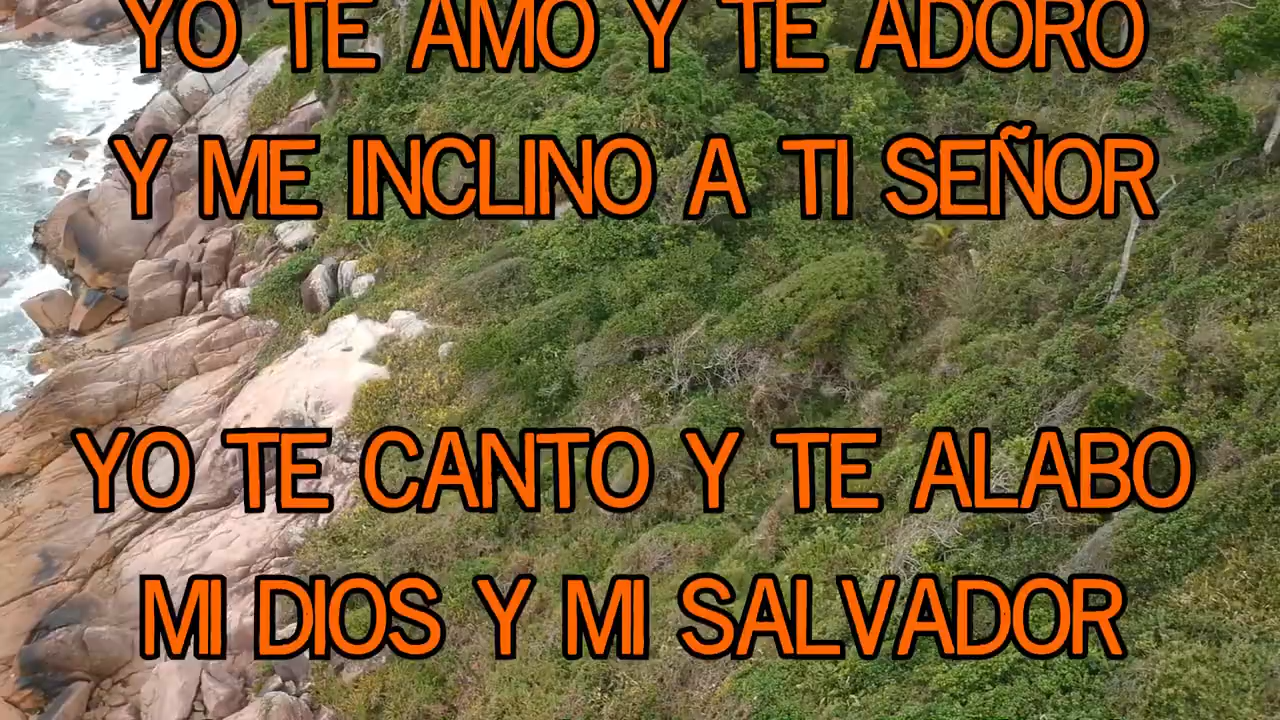 YO TE AMO Y TE ADORO
Y ME INCLINO A TI SEÑOR
YO TE CANTO Y TE ALABO
MI DIOS Y MI SALVADOR